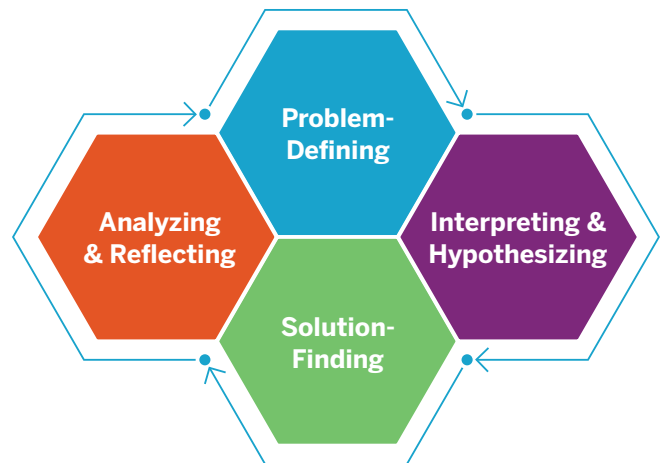 Problem-
Defining
Analyzing
& Reflecting
Interpreting &
Hypothesizing
Solution-
Finding